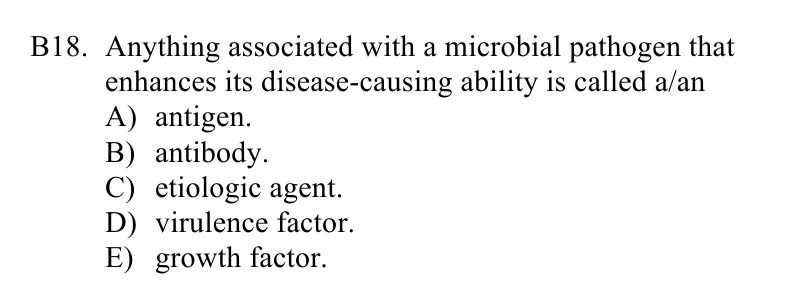 B18. Anything associated with a microbial pathogen that
enhances its disease-causing ability is called a/an
A) antigen.
B) antibody.
C) etiologic agent.
D) virulence factor.
E) growth factor.